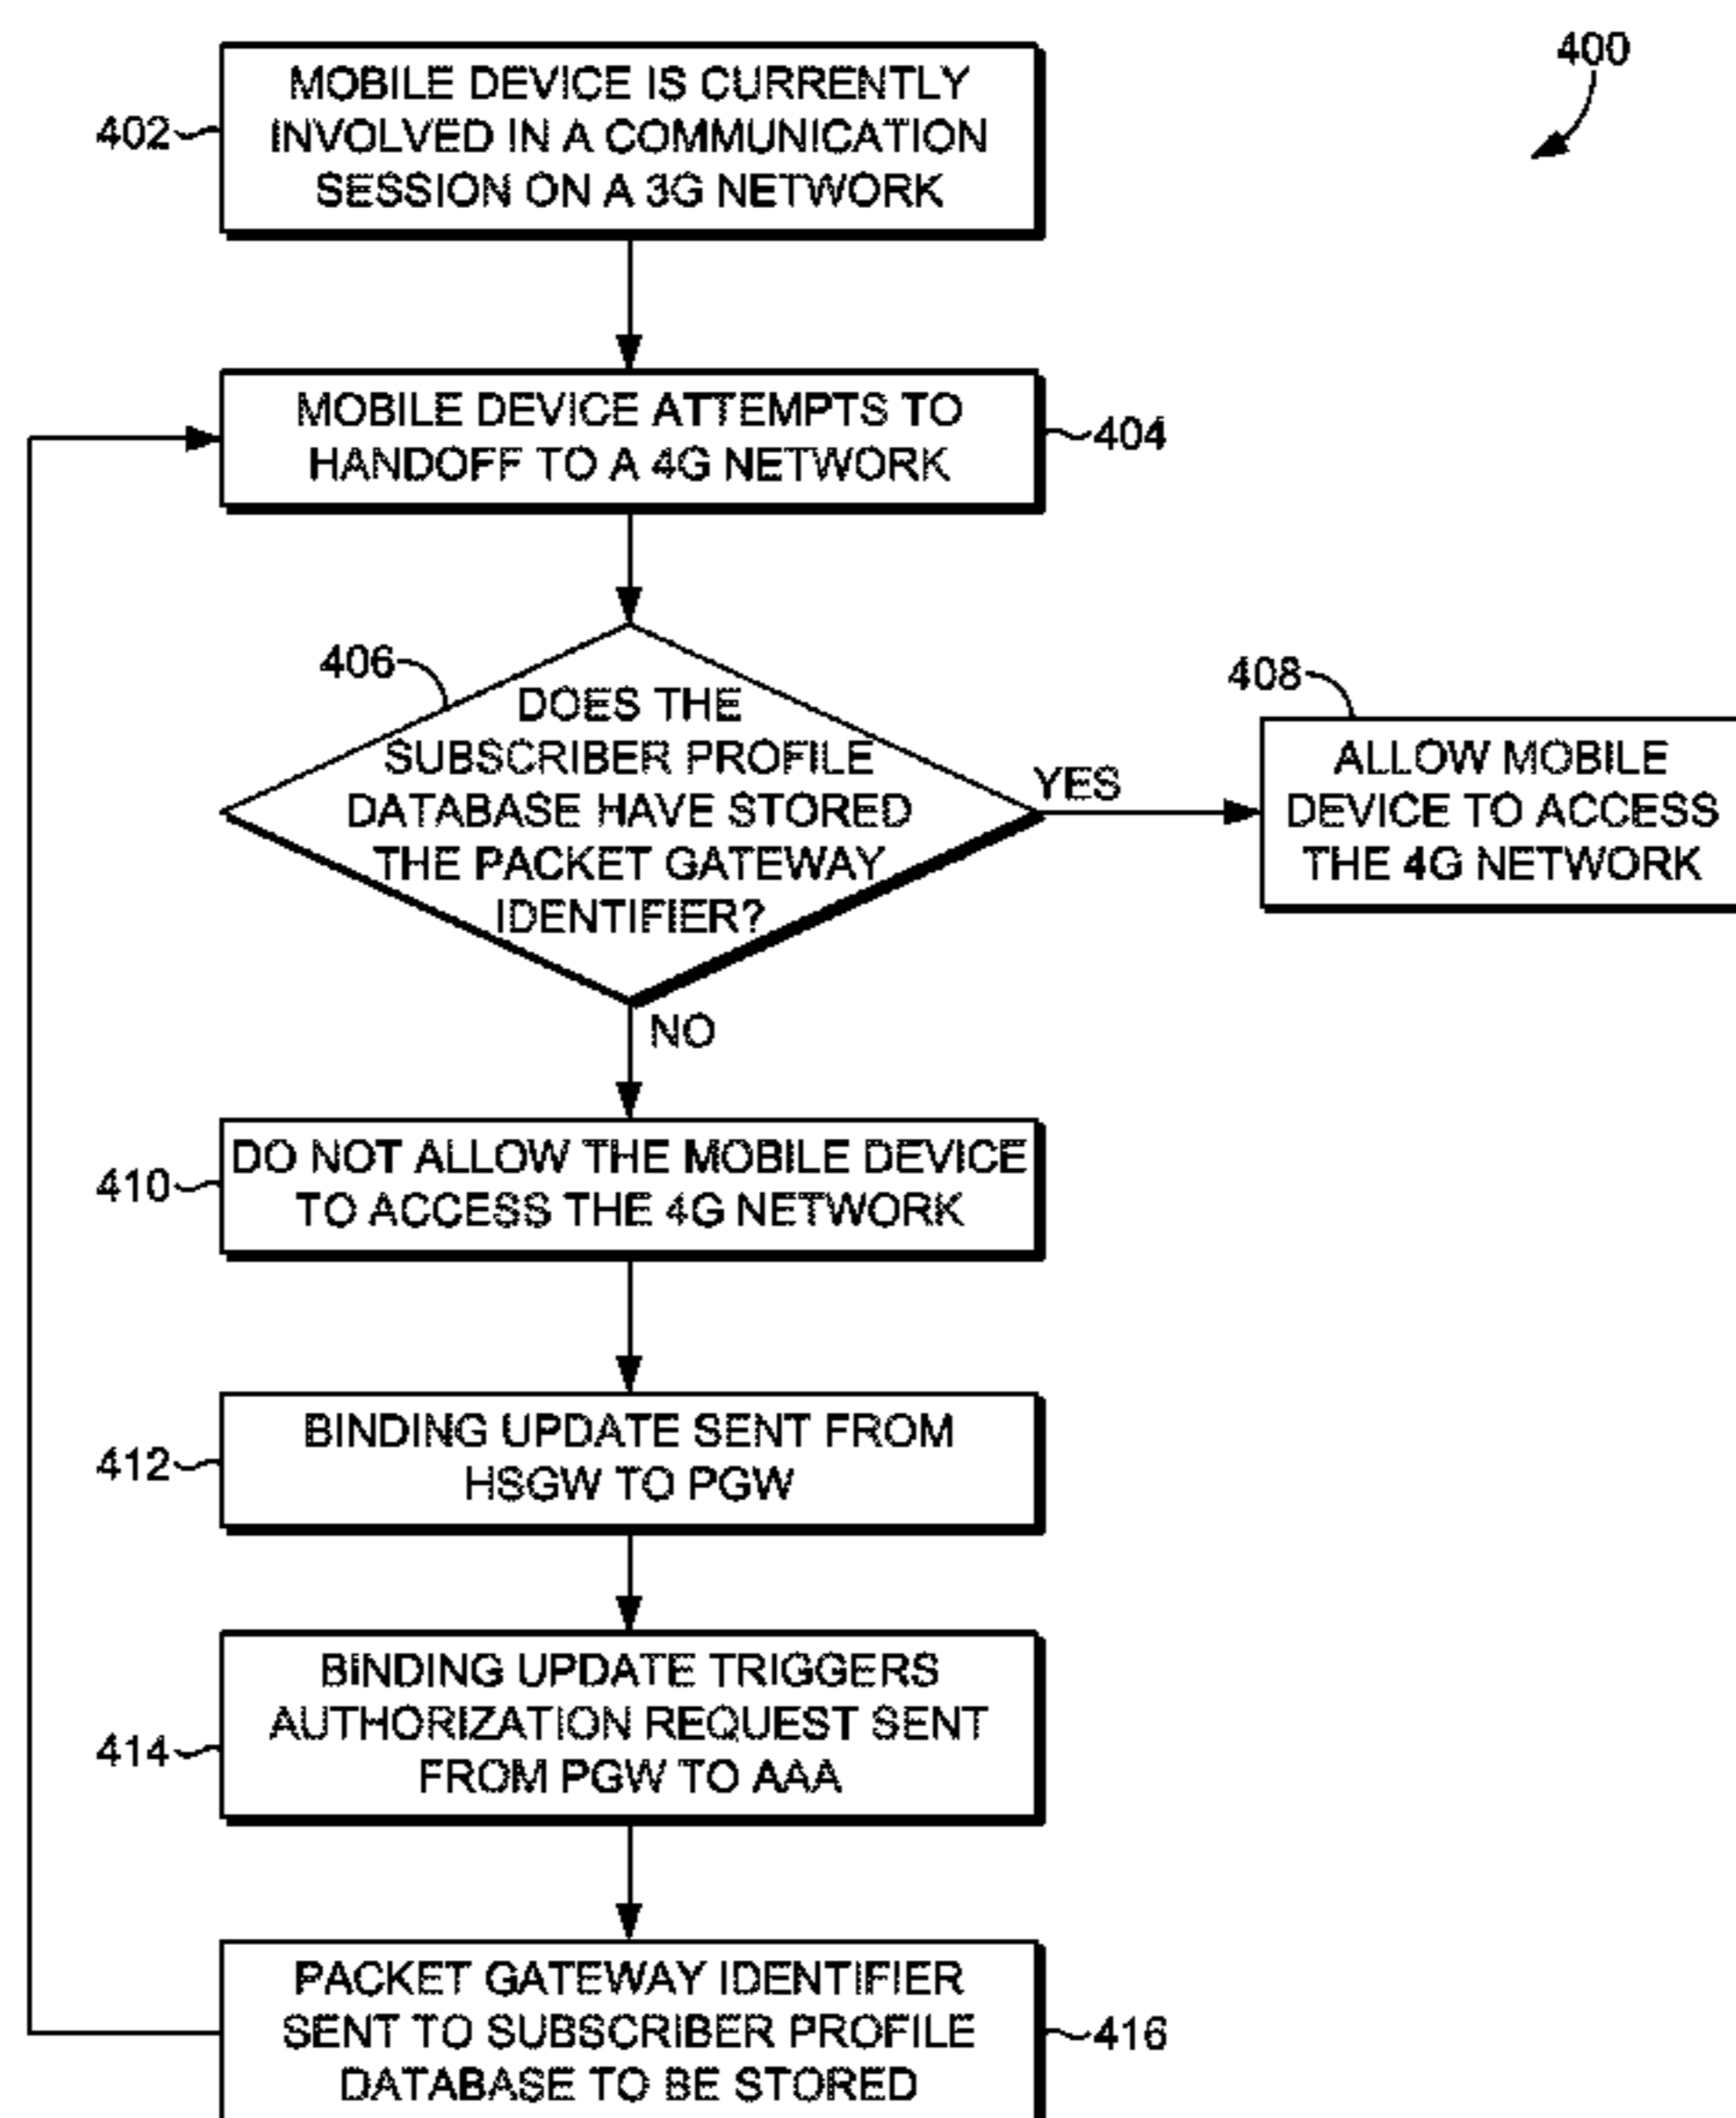 400
402
MOBILE DEVICE IS CURRENTLY
INVOLVED IN A COMMUNICATION
SESSION ON A 3G NETWORK
MOBILE DEVICE ATTEMPTS TO
HANDOFF TO A 4G NETWORK
404
406
DOES THE
SUBSCRIBER PROFILE
DATABASE HAVE STORED
THE PACKET GATEWAY
IDENTIFIER?
YES
408
ALLOW MOBILE
DEVICE TO ACCESS
THE 4G NETWORK
NO
410
DO NOT ALLOW THE MOBILE DEVICE
TO ACCESS THE 4G NETWORK
412
BINDING UPDATE SENT FROM
HSGW TO PGW
414
BINDING UPDATE TRIGGERS
AUTHORIZATION REQUEST SENT
FROM PGW TO AAA
PACKET GATEWAY IDENTIFIER
SENT TO SUBSCRIBER PROFILE
DATABASE TO BE STORED
416